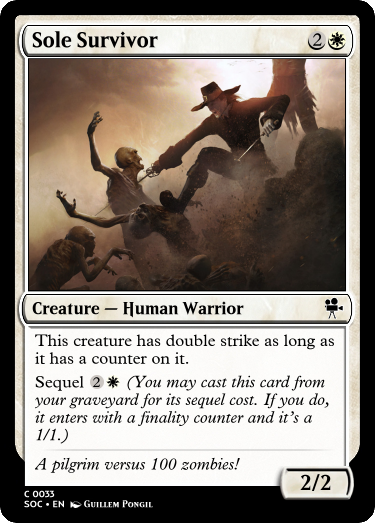 Sole Survivor 2
Creature — Human Warrior
This creature has double strike as long as
it has a counter on it.
Sequel 2 (You may cast this card from
your graveyard for its sequel cost. If you do,
it enters with a finality counter and it's a
1/1.)
A pilgrim versus 100 zombies!
2/2
C 0033
SOC • EN Guillem Pongil